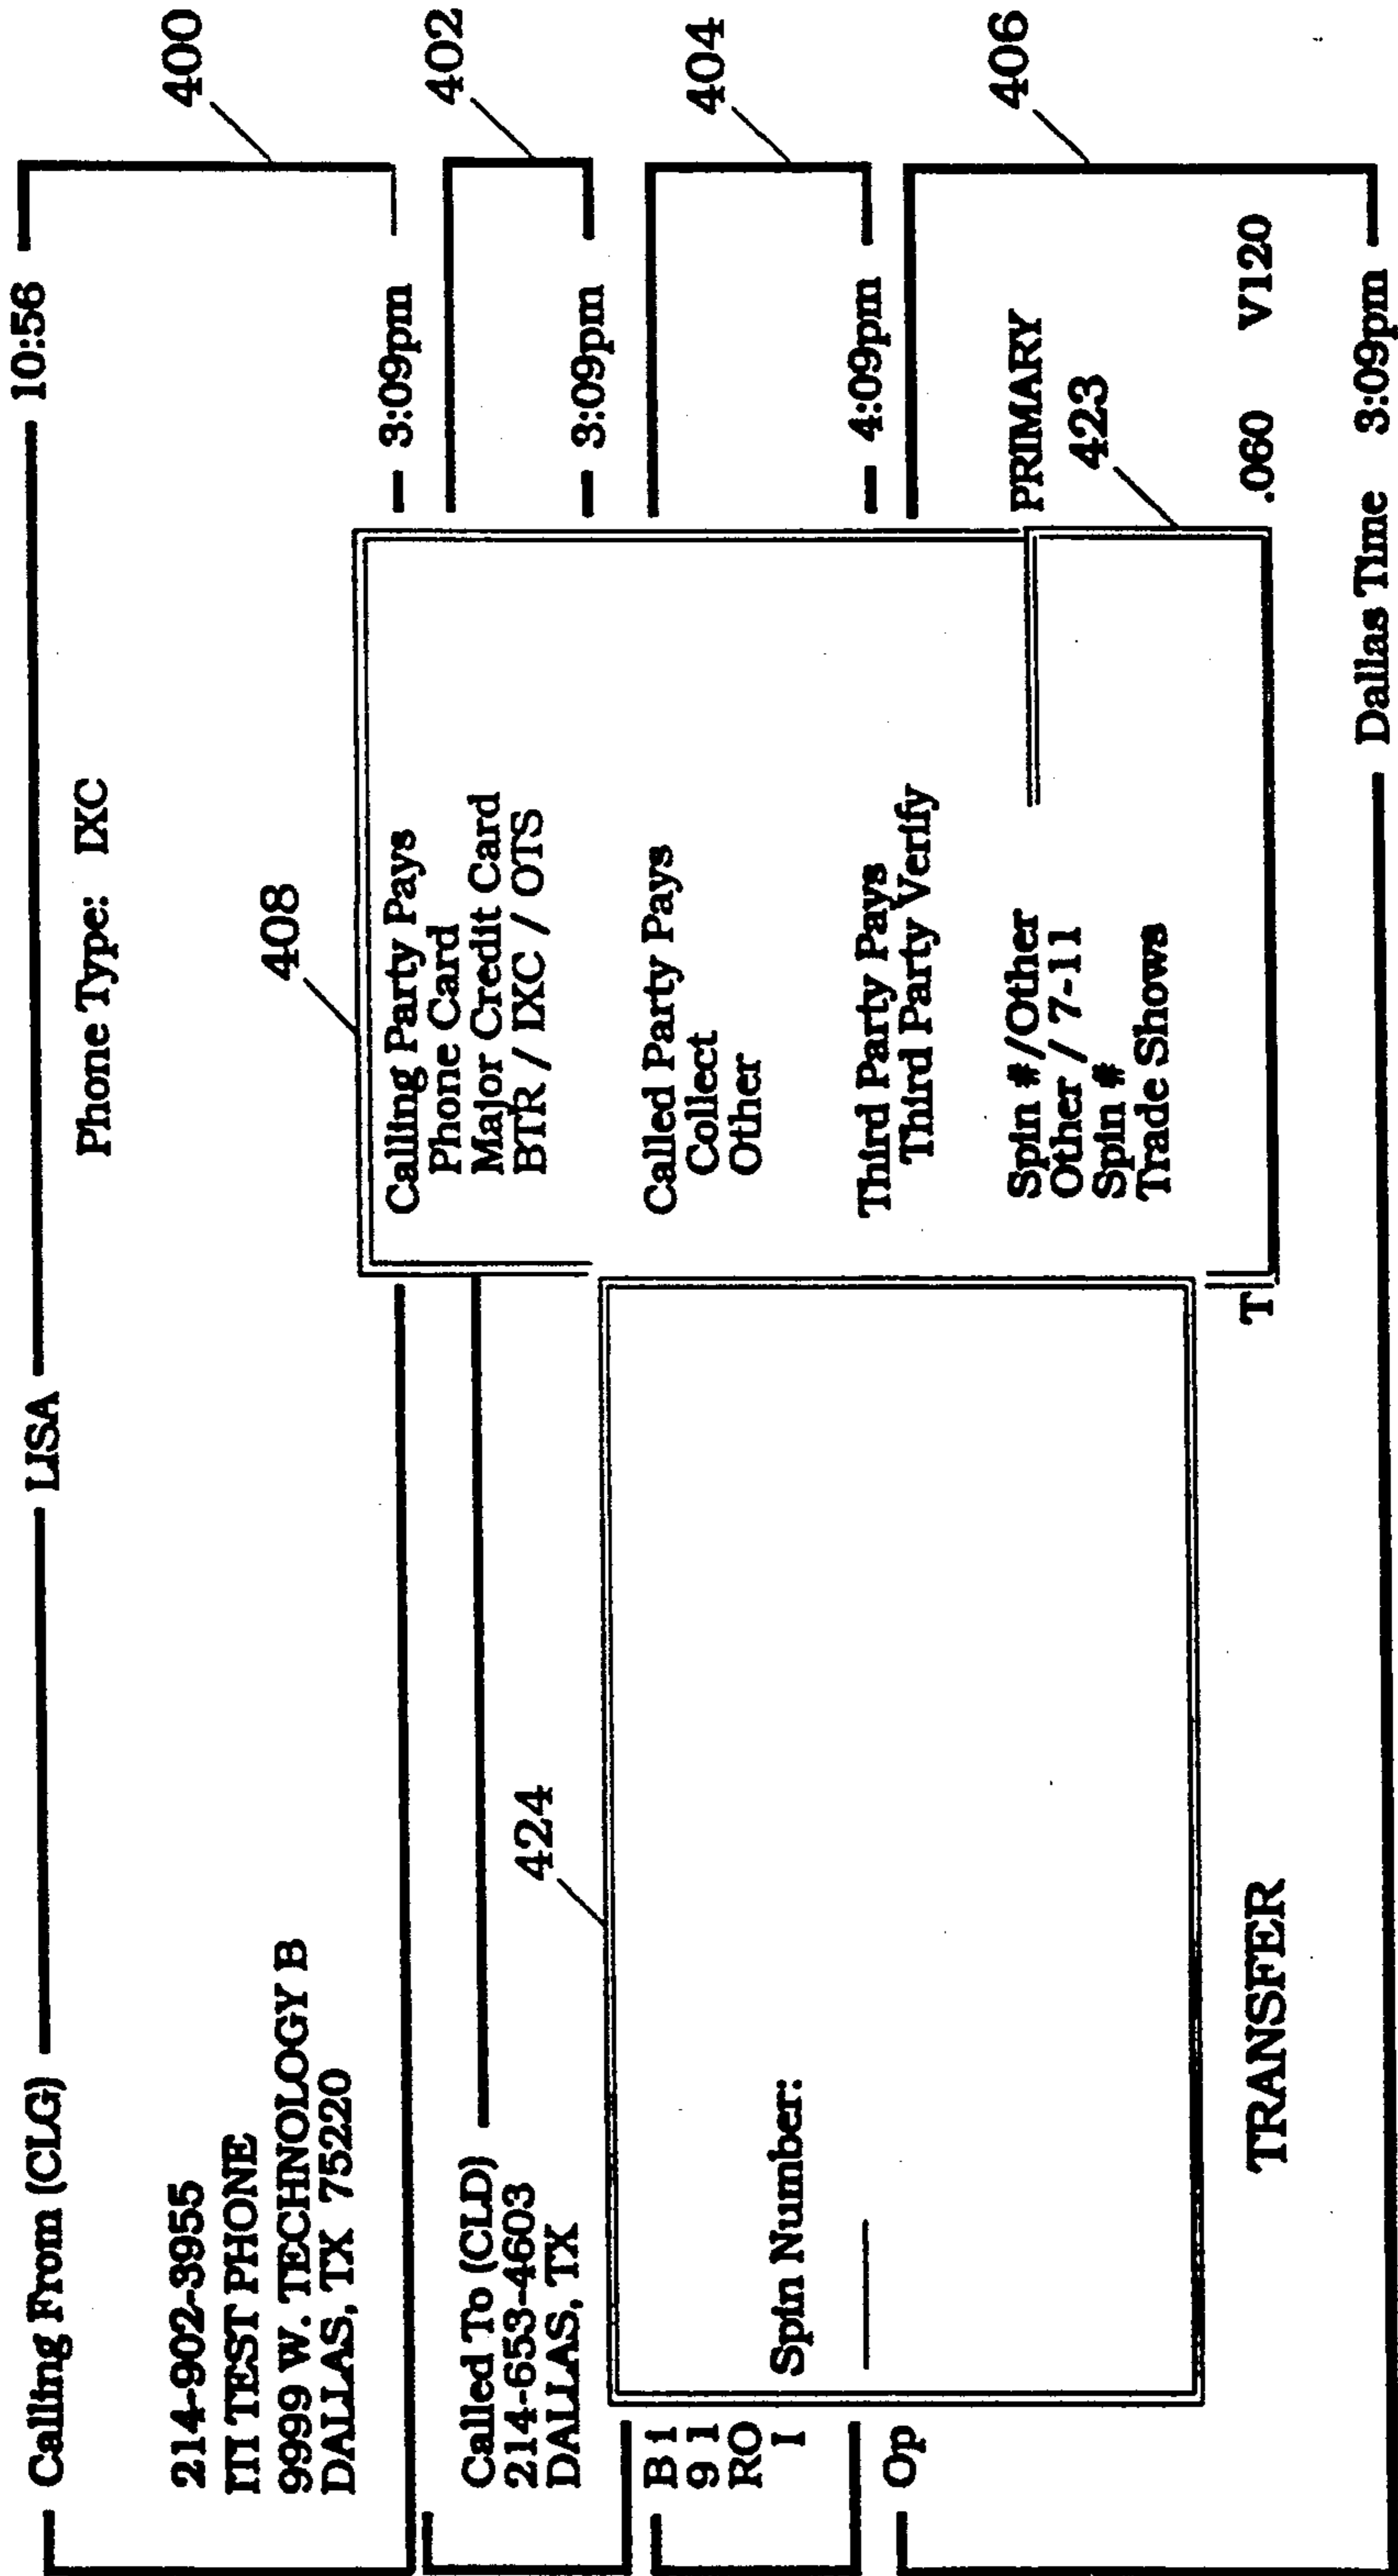 Calling From (CLG) LISA 10:56
400
Phone Type: IXC
214-902-3955
ITI TEST PHONE
9999 W. TECHNOLOGY B
DALLAS, TX 75220
408
3:09pm
402
Calling Party Pays
Phone Card
Major Credit Card
BTR / IXC / OTS
Called To (CLD)
214-653-4603
DALLAS, TX
3:09pm
424
404
Called Party Pays
Collect
Other
B i
9 1
RO
I
Spin Number:
4:09pm
Third Party Pays
Third Party Verify
406
Op
PRIMARY
423
Spin #/Other
Other / 7-11
Spin #
Trade Shows
TRANSFER
T
.060 V120
Dallas Time 3:09pm